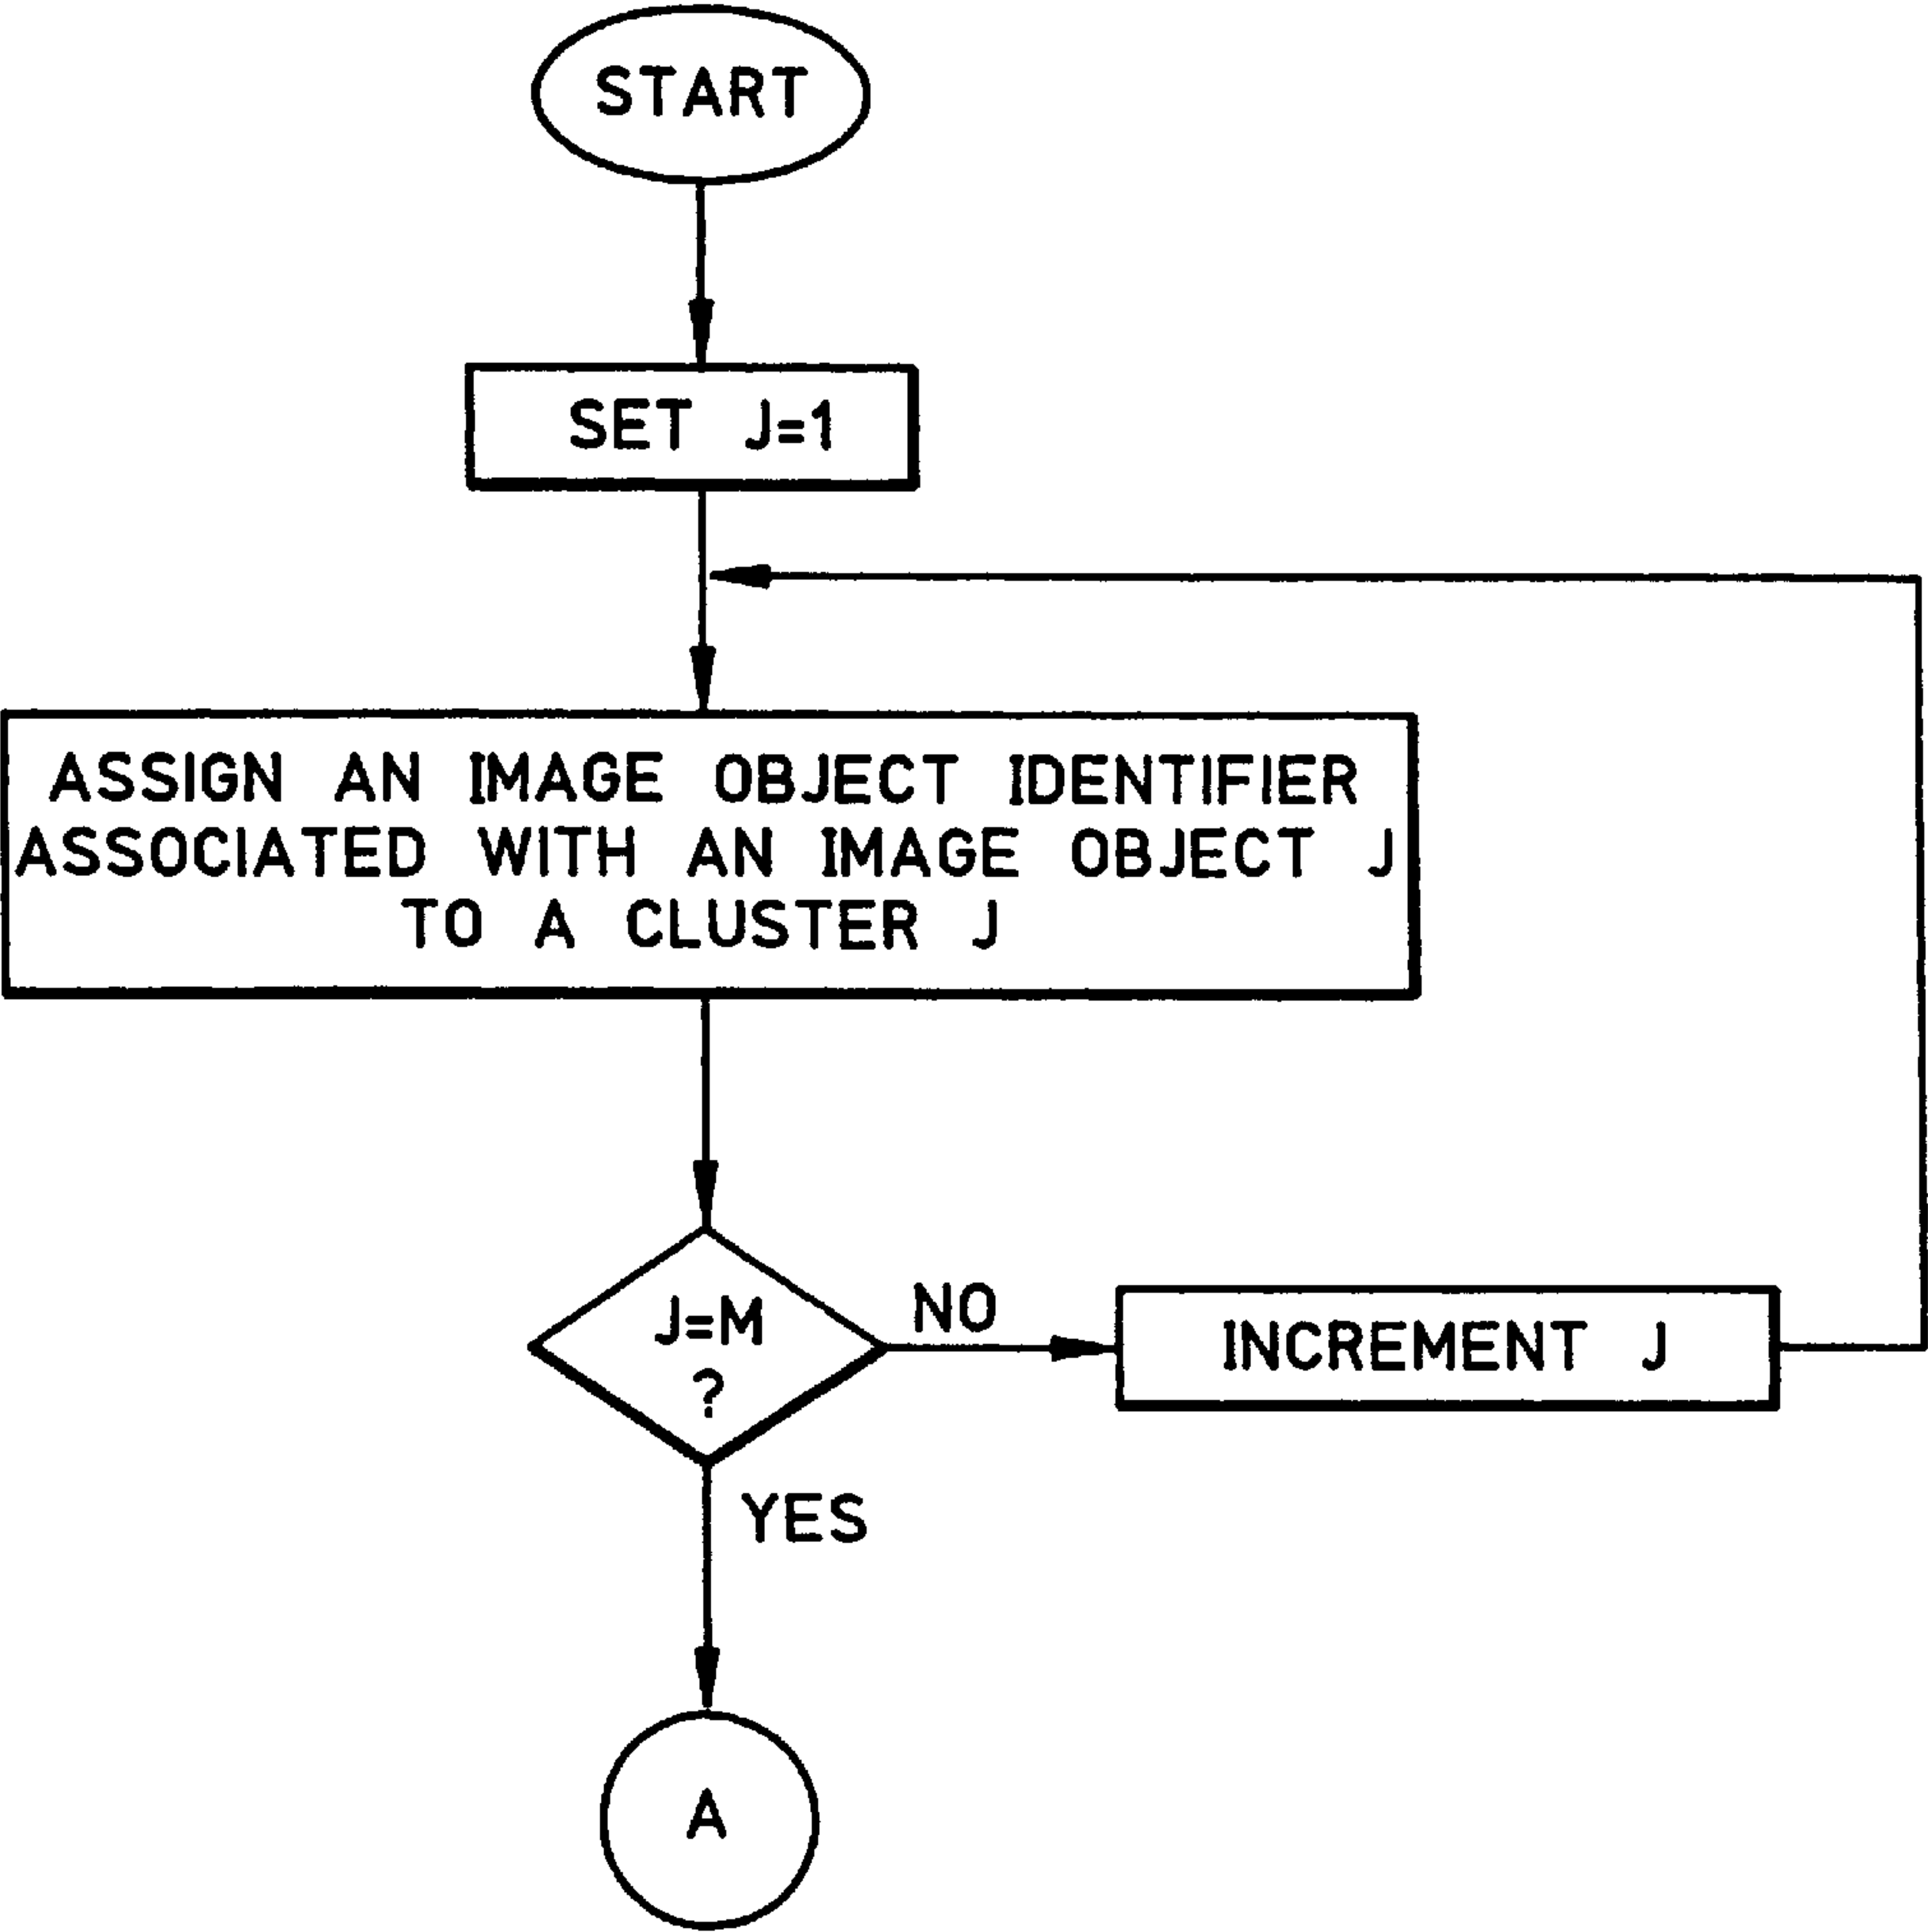 START
SET J=1
ASSIGN AN IMAGE OBJECT IDENTIFIER
ASSOCIATED WITH AN IMAGE OBJECT J
TO A CLUSTER J
J=M
?
NO
INCREMENT J
YES
A